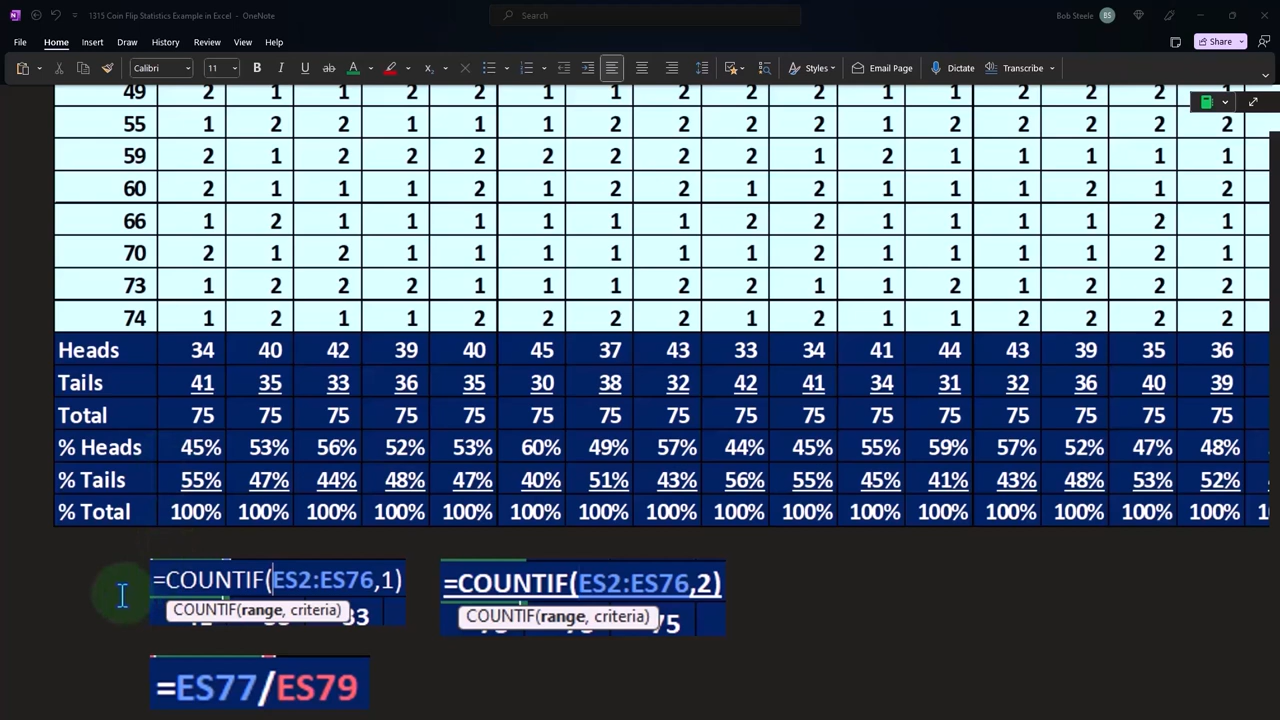 1315 Coin Flip Statistics Example in Excel - OneNote
Search
Bob Steele BS
File Home Insert Draw History Review View Help
Share
Calibri 11 B I U ab A Styles Email Page Dictate Transcribe
49 2 1 1 2 2 1 1 2 2 2 1 1 2 2 2 1
55 1 2 2 1 1 1 2 2 2 2 1 2 2 2 2 2
59 2 1 2 2 2 2 2 2 2 1 2 1 1 1 1 1
60 2 1 1 1 2 1 2 2 1 2 1 1 1 2 1 2
66 1 2 1 1 1 1 1 1 2 2 1 1 1 1 2 1
70 2 1 2 1 1 1 1 1 1 2 1 1 1 1 2 1
73 1 2 2 2 1 1 1 2 2 1 1 2 1 2 2 2
74 1 2 1 1 2 2 2 2 1 2 1 1 2 2 2 2
Heads 34 40 42 39 40 45 37 43 33 34 41 44 43 39 35 36
Tails 41 35 33 36 35 30 38 32 42 41 34 31 32 36 40 39
Total 75 75 75 75 75 75 75 75 75 75 75 75 75 75 75 75
% Heads 45% 53% 56% 52% 53% 60% 49% 57% 44% 45% 55% 59% 57% 52% 47% 48%
% Tails 55% 47% 44% 48% 47% 40% 51% 43% 56% 55% 45% 41% 43% 48% 53% 52%
% Total 100% 100% 100% 100% 100% 100% 100% 100% 100% 100% 100% 100% 100% 100% 100% 100%
=COUNTIF(ES2:ES76,1)
COUNTIF(range, criteria)
=COUNTIF(ES2:ES76,2)
COUNTIF(range, criteria)
=ES77/ES79